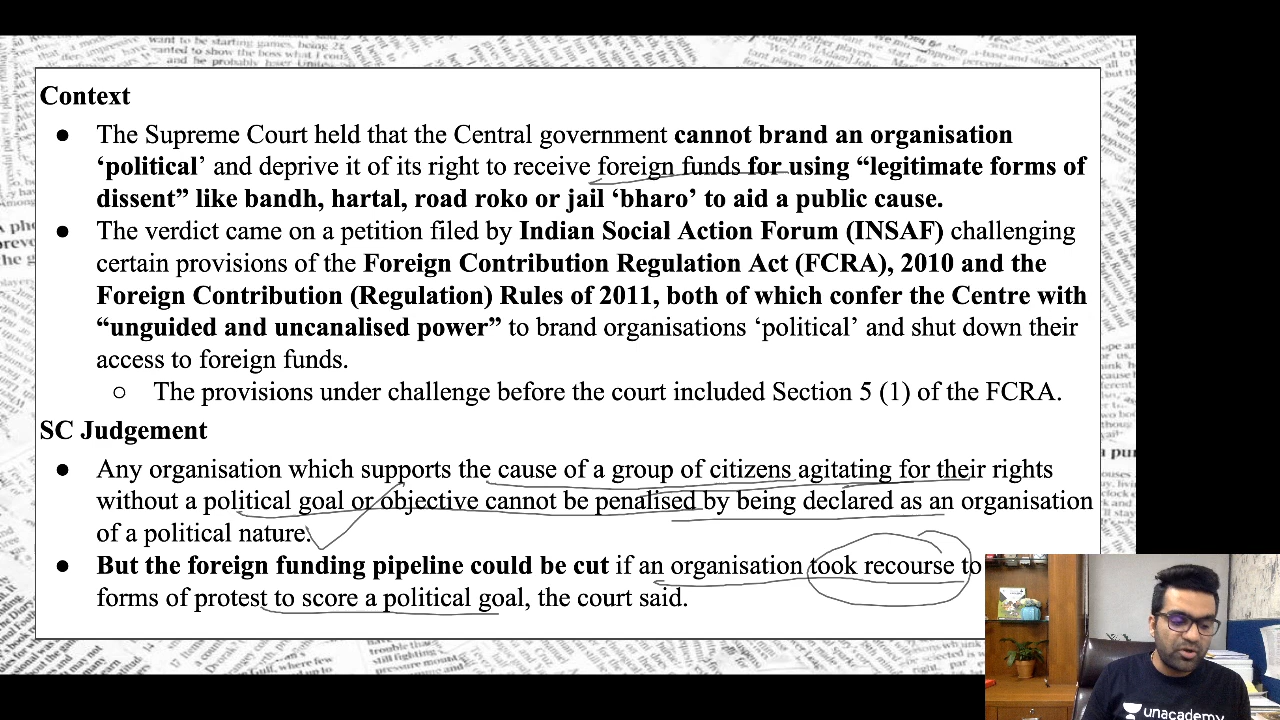 Context
● The Supreme Court held that the Central government cannot brand an organisation
‘political’ and deprive it of its right to receive foreign funds for using “legitimate forms of
dissent” like bandh, hartal, road roko or jail ‘bharo’ to aid a public cause.
● The verdict came on a petition filed by Indian Social Action Forum (INSAF) challenging
certain provisions of the Foreign Contribution Regulation Act (FCRA), 2010 and the
Foreign Contribution (Regulation) Rules of 2011, both of which confer the Centre with
“unguided and uncanalised power” to brand organisations ‘political’ and shut down their
access to foreign funds.
○ The provisions under challenge before the court included Section 5 (1) of the FCRA.
SC Judgement
● Any organisation which supports the cause of a group of citizens agitating for their rights
without a political goal or objective cannot be penalised by being declared as an organisation
of a political nature.
● But the foreign funding pipeline could be cut if an organisation took recourse to
forms of protest to score a political goal, the court said.
unacademy